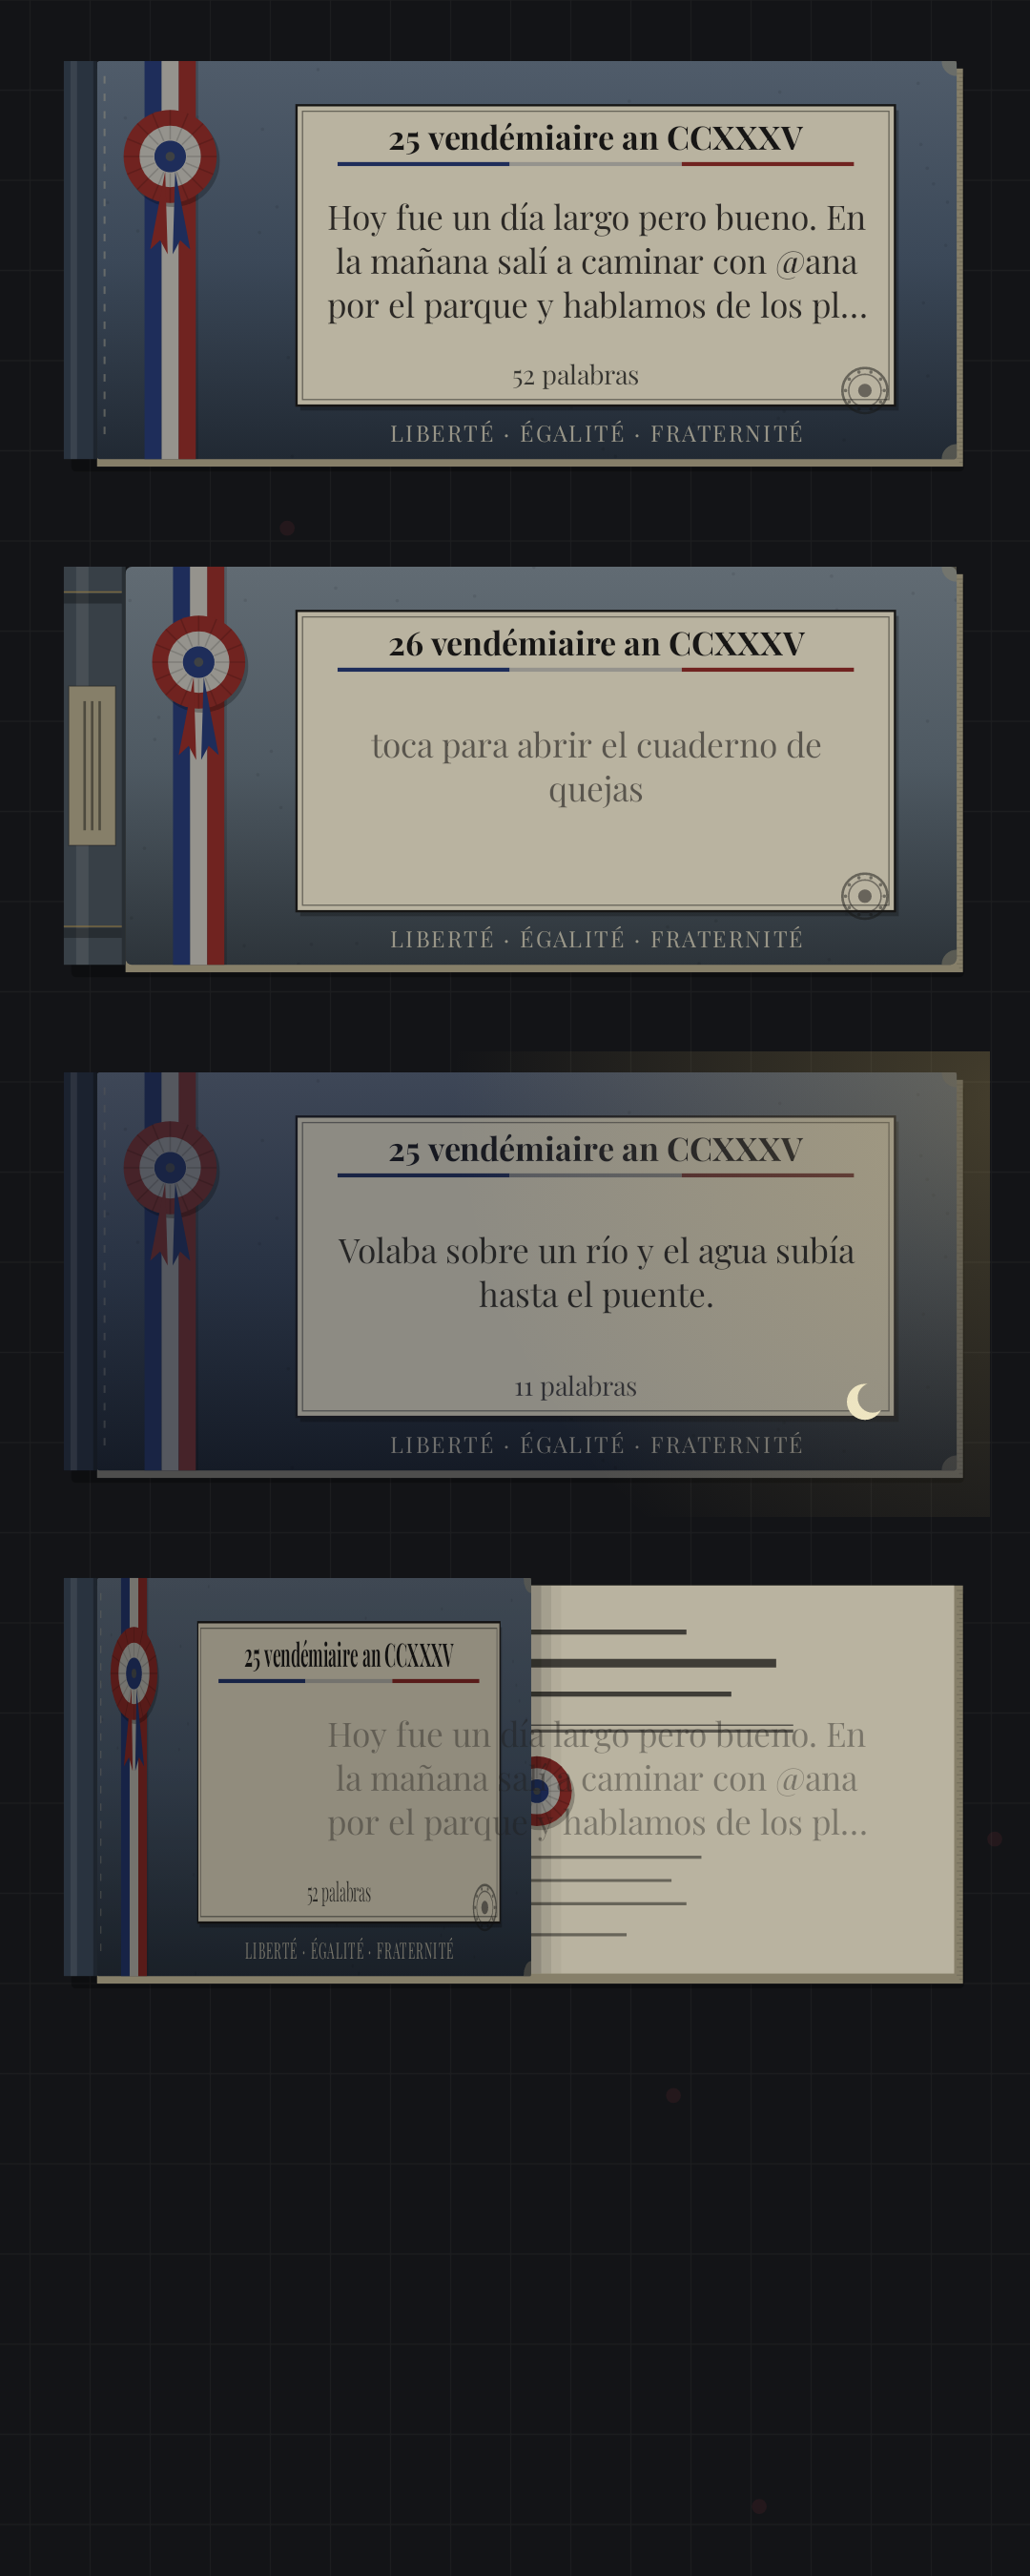 25 vendémiaire an CCXXXV
Hoy fue un día largo pero bueno. En
la mañana salí a caminar con @ana
por el parque y hablamos de los pl...
52 palabras
LIBERTÉ · ÉGALITÉ · FRATERNITÉ
26 vendémiaire an CCXXXV
toca para abrir el cuaderno de
quejas
LIBERTÉ · ÉGALITÉ · FRATERNITÉ
25 vendémiaire an CCXXXV
Volaba sobre un río y el agua subía
hasta el puente.
11 palabras
LIBERTÉ · ÉGALITÉ · FRATERNITÉ
25 vendémiaire an CCXXXV
Hoy fue un día largo pero bueno. En
la mañana salí a caminar con @ana
por el parque y hablamos de los pl...
52 palabras
LIBERTÉ · ÉGALITÉ · FRATERNITÉ